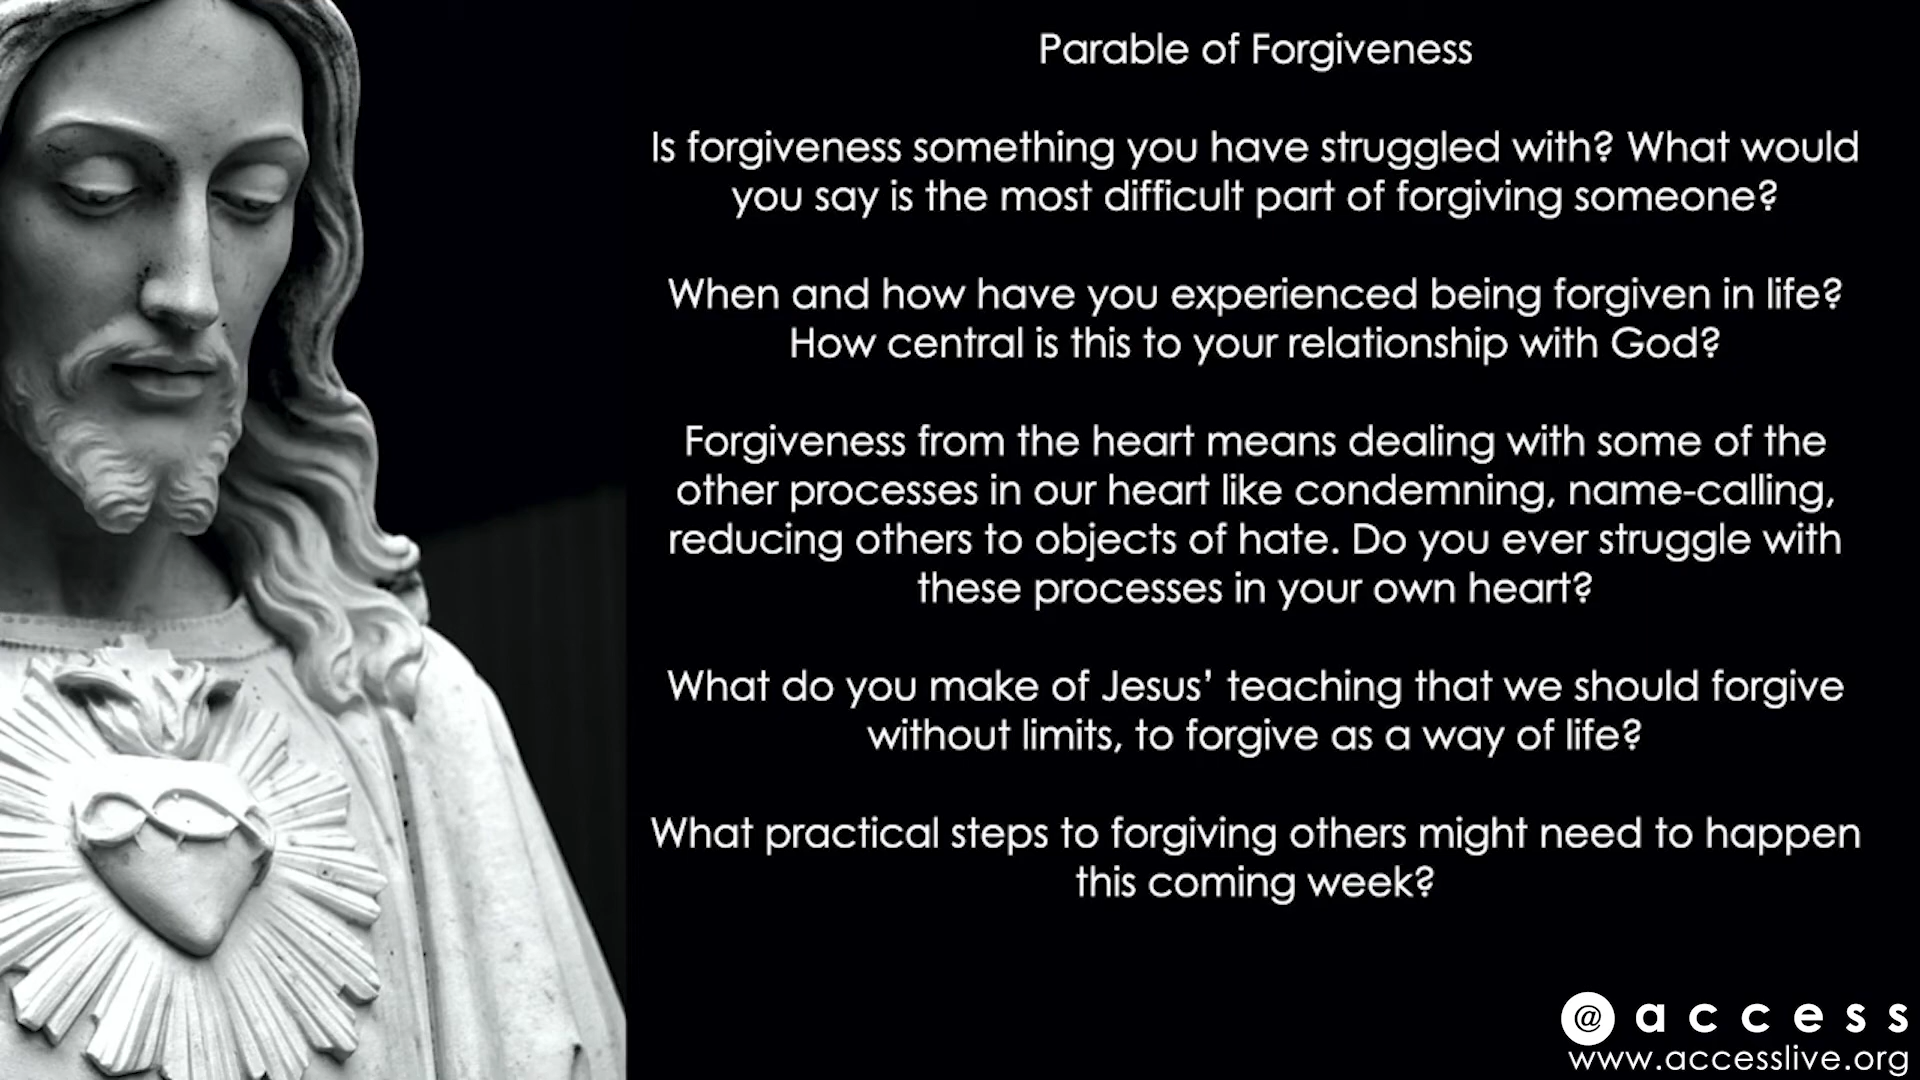 Parable of Forgiveness
Is forgiveness something you have struggled with? What would
you say is the most difficult part of forgiving someone?
When and how have you experienced being forgiven in life?
How central is this to your relationship with God?
Forgiveness from the heart means dealing with some of the
other processes in our heart like condemning, name-calling,
reducing others to objects of hate. Do you ever struggle with
these processes in your own heart?
What do you make of Jesus’ teaching that we should forgive
without limits, to forgive as a way of life?
What practical steps to forgiving others might need to happen
this coming week?
@ access
www.accesslive.org